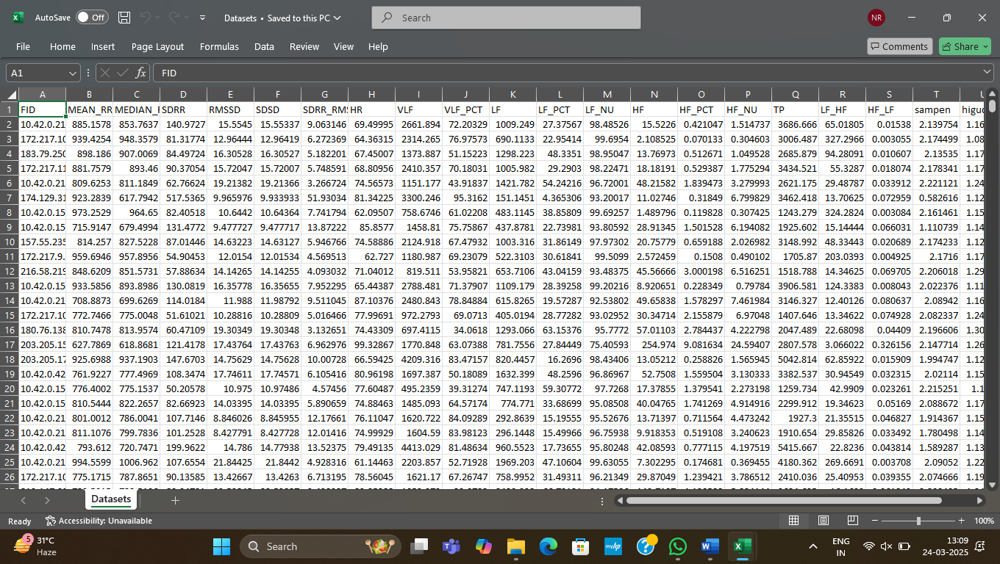 AutoSave Off Datasets • Saved to this PC Search NR
File Home Insert Page Layout Formulas Data Review View Help Comments Share
A1 fx FID
A B C D E F G H I J K L M N O P Q R S T U
1 FID MEAN_RR MEDIAN_R SDRR RMSSD SDSD SDRR_RMS HR VLF VLF_PCT LF LF_PCT LF_NU HF HF_PCT HF_NU TP LF_HF HF_LF sampen higuc
2 10.42.0.21 885.1578 853.7637 140.9727 15.5545 15.55337 9.063146 69.49995 2661.894 72.20329 1009.249 27.37567 98.48526 15.5226 0.421047 1.514737 3686.666 65.01805 0.01538 2.139754 1.16
3 172.217.10 939.4254 948.3579 81.31774 12.96444 12.96419 6.272369 64.36315 2314.265 76.97573 690.1133 22.95414 99.6954 2.108525 0.070133 0.304603 3006.487 327.2966 0.003055 2.174499 1.08
4 183.79.250 898.186 907.0069 84.49724 16.30528 16.30527 5.182201 67.45007 1373.887 51.15223 1298.223 48.3351 98.95047 13.76973 0.512671 1.049528 2685.879 94.28091 0.010607 2.13535 1.17
5 172.217.11 881.7579 893.46 90.37054 15.72047 15.72007 5.748591 68.80956 2410.357 70.18031 1005.982 29.2903 98.22471 18.18191 0.529387 1.775294 3434.521 55.3287 0.018074 2.178341 1.17
6 10.42.0.21 809.6253 811.1849 62.76624 19.21382 19.21366 3.266724 74.56573 1151.177 43.91837 1421.782 54.24216 96.72001 48.21582 1.839473 3.279993 2621.175 29.48787 0.033912 2.221121 1.24
7 174.129.31 923.2839 617.7942 517.5365 9.965976 9.933933 51.93034 81.34225 3300.246 95.3162 151.1451 4.365306 93.20017 11.02746 0.31849 6.799829 3462.418 13.70625 0.072959 0.582616 1.12
8 10.42.0.15 973.2529 964.65 82.40518 10.6442 10.64364 7.741794 62.09507 758.6746 61.02208 483.1145 38.85809 99.69257 1.489796 0.119828 0.307425 1243.279 324.2824 0.003084 2.161461 1.15
9 10.42.0.15 715.9147 679.4994 131.4772 9.477727 9.477717 13.87222 85.8577 1458.81 75.75867 437.8781 22.73981 93.80592 28.91345 1.501528 6.194082 1925.602 15.14444 0.066031 1.110739 1.14
10 157.55.235 814.257 827.5228 87.01446 14.63223 14.63127 5.946766 74.58886 2124.918 67.47932 1003.316 31.86149 97.97302 20.75779 0.659188 2.026982 3148.992 48.33443 0.020689 2.174233 1.12
11 172.217.9. 959.6946 957.8956 54.90453 12.0154 12.01534 4.569513 62.727 1180.987 69.23079 522.3103 30.61841 99.5099 2.572459 0.1508 0.490102 1705.87 203.0393 0.004925 2.1716 1.17
12 216.58.219 848.6209 851.5731 57.88634 14.14265 14.14255 4.093032 71.04012 819.511 53.95821 653.7106 43.04159 93.48375 45.56666 3.000198 6.516251 1518.788 14.34625 0.069705 2.206018 1.29
13 10.42.0.15 933.5856 893.8986 130.0819 16.35778 16.35655 7.952295 65.44387 2788.481 71.37907 1109.179 28.39258 99.20216 8.920651 0.228349 0.79784 3906.581 124.3383 0.008043 2.022376 1.11
14 10.42.0.21 708.8873 699.6269 114.0184 11.988 11.98792 9.511045 87.10376 2480.843 78.84884 615.8265 19.57287 92.53802 49.65838 1.578297 7.461984 3146.327 12.40126 0.080637 2.08942 1.16
15 172.217.10 772.7466 775.0048 51.61021 10.28816 10.28809 5.016466 77.99691 972.2793 69.0713 405.0194 28.77282 93.02952 30.34714 2.155879 6.97048 1407.646 13.34622 0.074928 2.082337 1.24
16 180.76.138 810.7478 813.9574 60.47109 19.30349 19.30348 3.132651 74.43309 697.4115 34.0618 1293.066 63.15376 95.7772 57.01103 2.784437 4.222798 2047.489 22.68098 0.04409 2.196606 1.30
17 203.205.15 627.7869 618.8681 121.4178 17.43764 17.43763 6.962976 99.32867 1770.848 63.07388 781.7556 27.84449 75.40593 254.974 9.081634 24.59407 2807.578 3.066022 0.326156 2.147714 1.26
18 203.205.17 925.6988 937.1903 147.6703 14.75629 14.75628 10.00728 66.59425 4209.316 83.47157 820.4457 16.2696 98.43406 13.05212 0.258826 1.565945 5042.814 62.85922 0.015909 1.994747 1.12
19 10.42.0.42 761.9227 777.4969 108.3474 17.74611 17.74571 6.105416 80.96198 1697.387 50.18089 1632.399 48.2596 96.86967 52.7508 1.559504 3.130333 3382.537 30.94549 0.032315 2.02114 1.15
20 10.42.0.15 776.4002 775.1537 50.20578 10.975 10.97486 4.57456 77.60487 495.2359 39.31274 747.1193 59.30772 97.7268 17.37855 1.379541 2.273198 1259.734 42.9909 0.023261 2.215251 1.1
21 10.42.0.15 810.5444 822.2657 82.66923 14.03395 14.03395 5.890659 74.88463 1485.093 64.57174 774.771 33.68699 95.08508 40.04765 1.741269 4.914916 2299.912 19.34623 0.05169 2.088672 1.17
22 10.42.0.21 801.0012 786.0041 107.7146 8.846026 8.845955 12.17661 76.11047 1620.722 84.09289 292.8639 15.19555 95.52676 13.71397 0.711564 4.473242 1927.3 21.35515 0.046827 1.914367 1.15
23 10.42.0.21 811.1076 799.7836 101.2528 8.427791 8.427728 12.01416 74.99929 1604.59 83.98123 296.1448 15.49966 96.75938 9.918353 0.519108 3.240623 1910.654 29.85826 0.033492 1.780498 1.14
24 10.42.0.42 793.612 720.7471 199.9622 14.786 14.77938 13.52375 79.49135 4413.029 81.48634 960.5523 17.73655 95.80248 42.08593 0.777115 4.197519 5415.667 22.8236 0.043814 1.589287 1.13
25 10.42.0.21 994.5599 1006.962 107.6554 21.84425 21.8442 4.928316 61.14463 2203.857 52.71928 1969.203 47.10604 99.63055 7.302295 0.174681 0.369455 4180.362 269.6691 0.003708 2.09052 1.22
26 172.217.10 775.1715 787.8651 90.13585 13.42667 13.4263 6.713195 78.56045 1621.17 67.26747 758.9952 31.49311 96.21349 29.87049 1.239421 3.786512 2410.036 25.40953 0.039355 2.074666 1.19
Datasets
Ready Accessibility: Unavailable 100%
5 31°C
Haze
Search myhp ENG
IN 13:09
24-03-2025